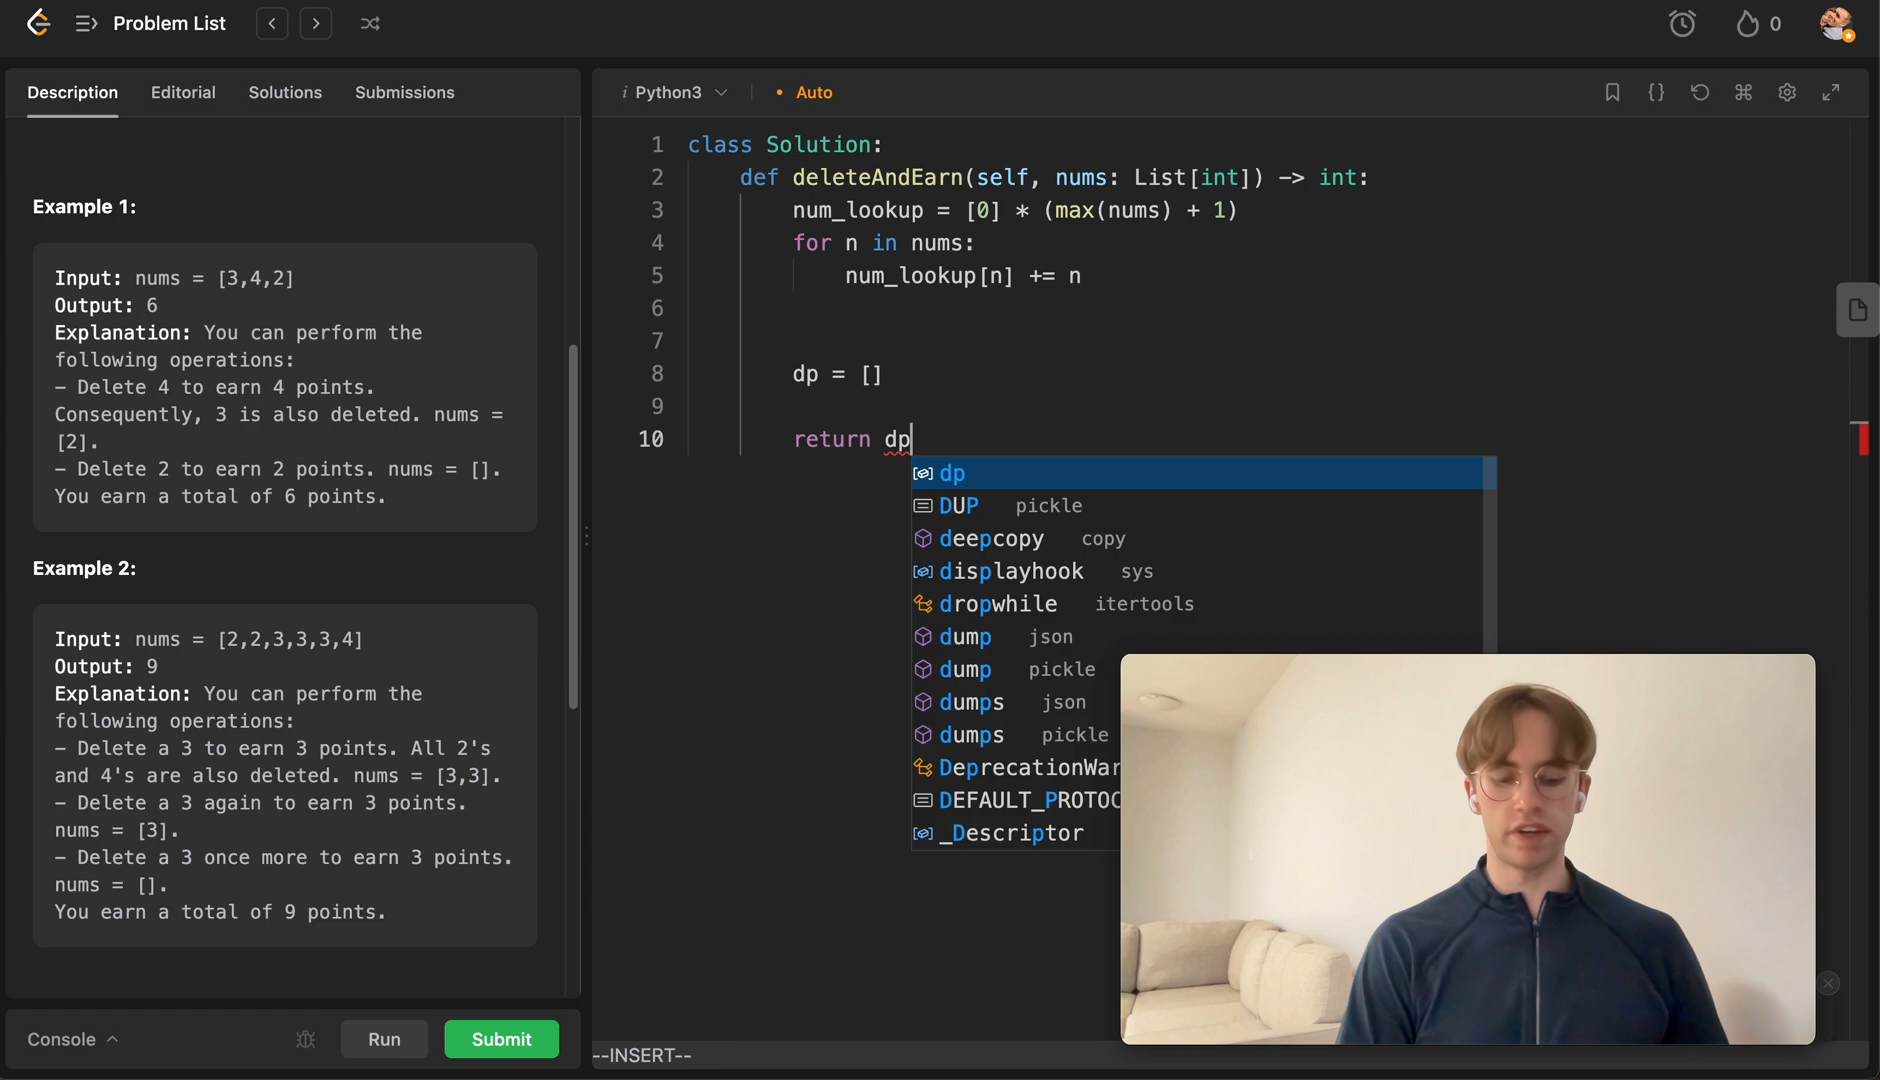 Problem List
0
Description Editorial Solutions Submissions
Example 1:
Input: nums = [3,4,2]
Output: 6
Explanation: You can perform the
following operations:
- Delete 4 to earn 4 points.
Consequently, 3 is also deleted. nums =
[2].
- Delete 2 to earn 2 points. nums = [].
You earn a total of 6 points.
Example 2:
Input: nums = [2,2,3,3,3,4]
Output: 9
Explanation: You can perform the
following operations:
- Delete a 3 to earn 3 points. All 2's
and 4's are also deleted. nums = [3,3].
- Delete a 3 again to earn 3 points.
nums = [3].
- Delete a 3 once more to earn 3 points.
nums = [].
You earn a total of 9 points.
Console Run Submit
i Python3 • Auto
1 class Solution:
2 def deleteAndEarn(self, nums: List[int]) -> int:
3 num_lookup = [0] * (max(nums) + 1)
4 for n in nums:
5 num_lookup[n] += n
6
7
8 dp = []
9
10 return dp
dp
DUP pickle
deepcopy copy
displayhook sys
dropwhile itertools
dump json
dump pickle
dumps json
dumps pickle
DeprecationWar
DEFAULT_PROTOC
_Descriptor
--INSERT--